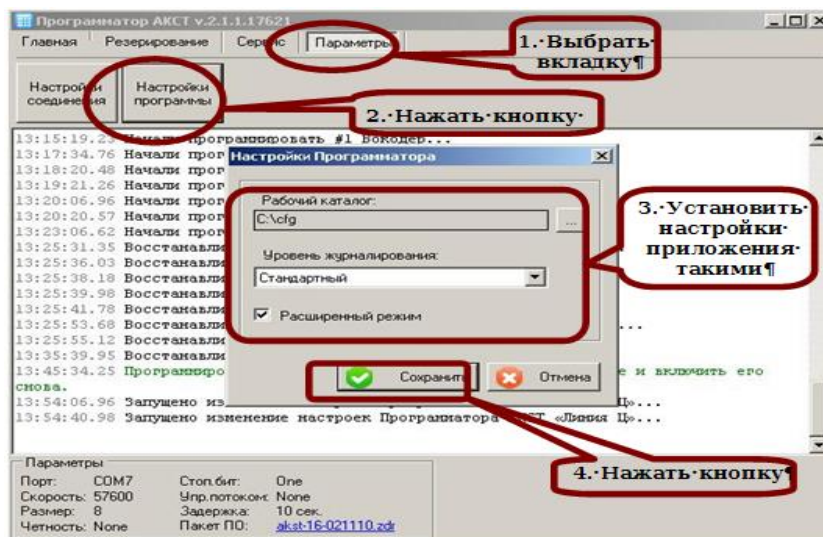 Программатор АКСТ v.2.1.1.17621
Главная Резервирование Сервис Параметры
1.·Выбрать·
вкладку¶
Настройки
соединения
Настройки
программы
2.·Нажать·кнопку·
13:15:19.23 Начали программировать #1 Вокодер...
13:17:34.76 Начали прог
13:18:20.48 Начали прог
13:19:21.26 Начали прог
13:20:06.96 Начали прог
13:20:20.57 Начали прог
13:23:06.62 Начали прог
13:25:31.35 Восстанавли
13:25:36.03 Восстанавли
13:25:38.18 Восстанавли
13:25:39.98 Восстанавли
13:25:41.78 Восстанавли
13:25:53.68 Восстанавли ...
13:25:55.12 Восстанавли
13:35:39.95 Восстанавли
13:45:34.25 Программиро е и включить его
снова.
13:54:06.96 Запущено из Ц»...
13:54:40.98 Запущено изменение настроек Программатора АКСТ «Линия Ц»...
Настройки Программатора
Рабочий каталог:
C:\cfg
...
Уровень журналирования:
Стандартный
Расширенный режим
Сохранить Отмена
3.·Установить·
настройки·
приложения·
такими¶
4.·Нажать·кнопку¶
Параметры
Порт: COM7 Стоп.бит: One
Скорость: 57600 Упр.потоком: None
Размер: 8 Задержка: 10 сек.
Четность: None Пакет ПО: akst-16-021110.zdr